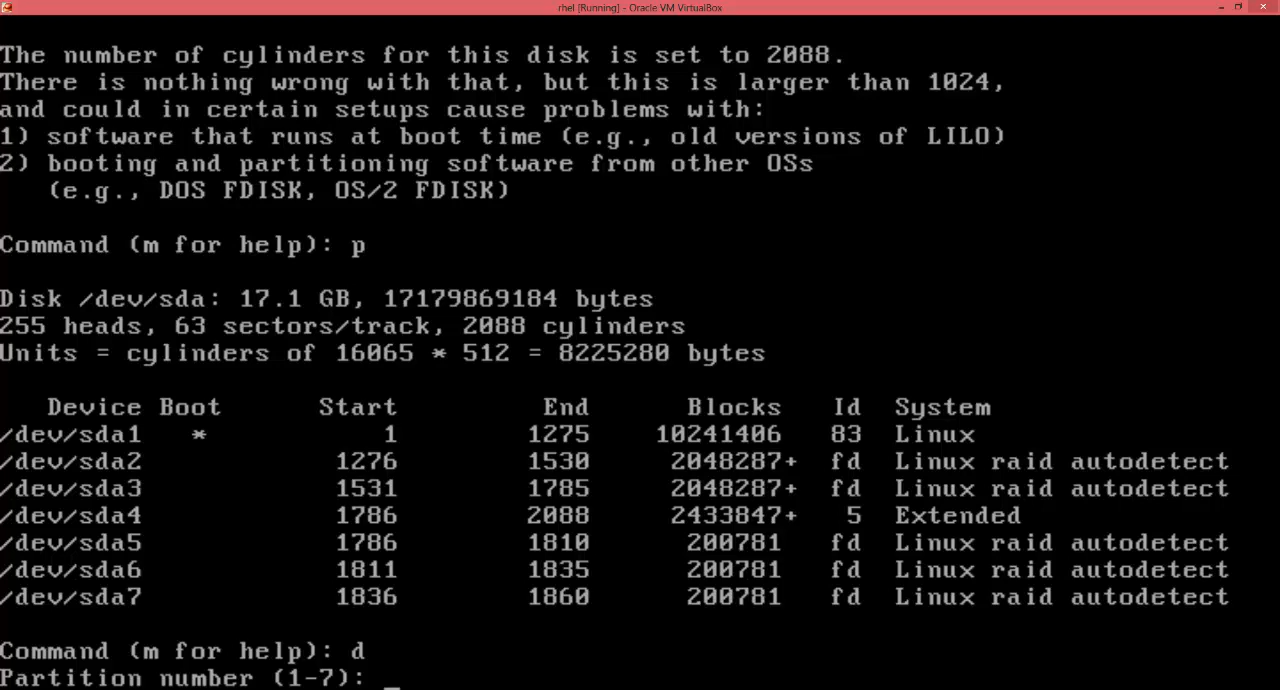 rhel [Running] - Oracle VM VirtualBox
The number of cylinders for this disk is set to 2088.
There is nothing wrong with that, but this is larger than 1024,
and could in certain setups cause problems with:
1) software that runs at boot time (e.g., old versions of LILO)
2) booting and partitioning software from other OSs
   (e.g., DOS FDISK, OS/2 FDISK)
Command (m for help): p
Disk /dev/sda: 17.1 GB, 17179869184 bytes
255 heads, 63 sectors/track, 2088 cylinders
Units = cylinders of 16065 * 512 = 8225280 bytes
   Device Boot      Start         End      Blocks   Id  System
/dev/sda1   *           1        1275    10241406   83  Linux
/dev/sda2            1276        1530     2048287+  fd  Linux raid autodetect
/dev/sda3            1531        1785     2048287+  fd  Linux raid autodetect
/dev/sda4            1786        2088     2433847+   5  Extended
/dev/sda5            1786        1810      200781   fd  Linux raid autodetect
/dev/sda6            1811        1835      200781   fd  Linux raid autodetect
/dev/sda7            1836        1860      200781   fd  Linux raid autodetect
Command (m for help): d
Partition number (1-7): _